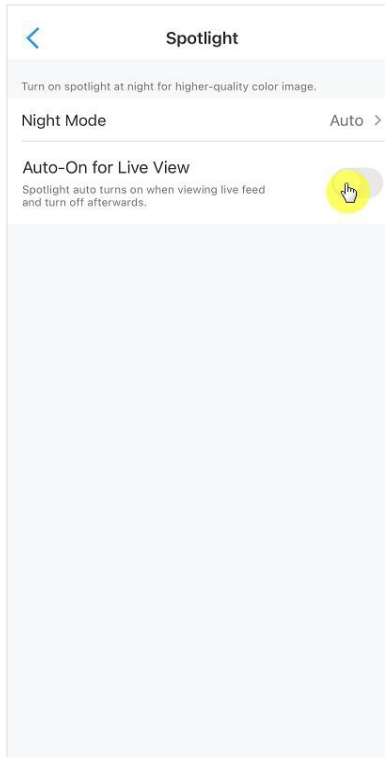 Spotlight
Turn on spotlight at night for higher-quality color image.
Night Mode Auto
Auto-On for Live View
Spotlight auto turns on when viewing live feed
and turn off afterwards.